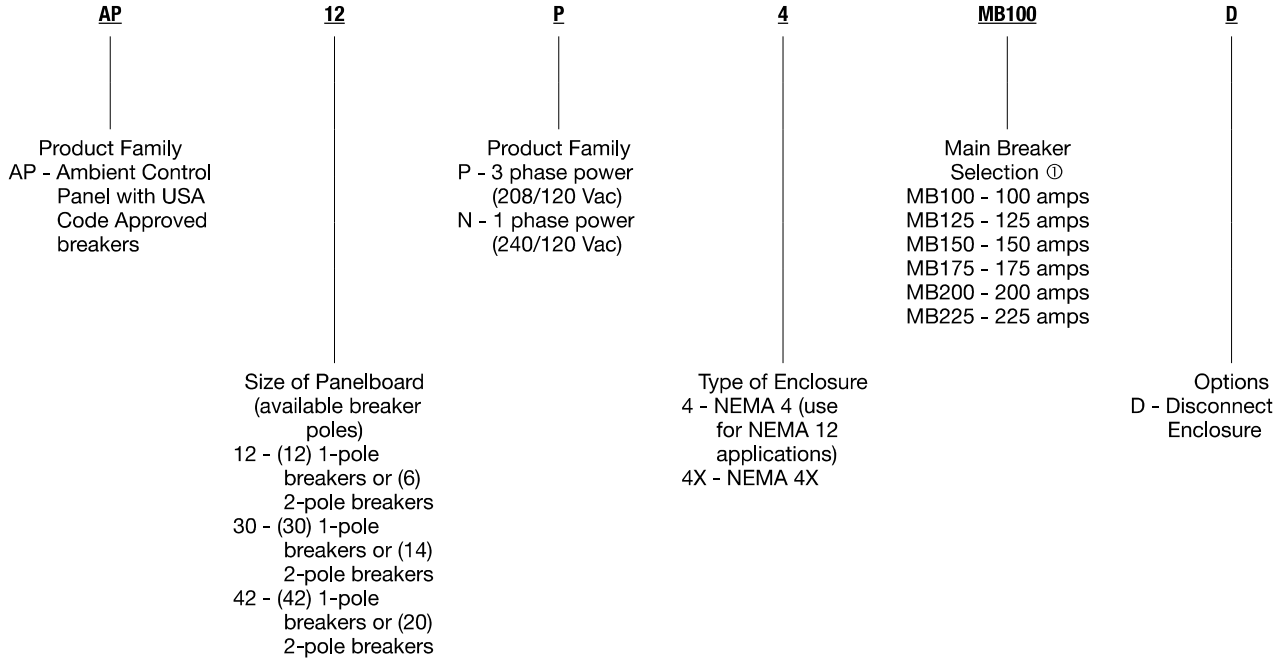 AP 12 P 4 MB100 D
Product Family
AP - Ambient Control
Panel with USA
Code Approved
breakers
Size of Panelboard
(available breaker
poles)
12 - (12) 1-pole
breakers or (6)
2-pole breakers
30 - (30) 1-pole
breakers or (14)
2-pole breakers
42 - (42) 1-pole
breakers or (20)
2-pole breakers
Product Family
P - 3 phase power
(208/120 Vac)
N - 1 phase power
(240/120 Vac)
Type of Enclosure
4 - NEMA 4 (use
for NEMA 12
applications)
4X - NEMA 4X
Main Breaker
Selection ①
MB100 - 100 amps
MB125 - 125 amps
MB150 - 150 amps
MB175 - 175 amps
MB200 - 200 amps
MB225 - 225 amps
Options
D - Disconnect
Enclosure